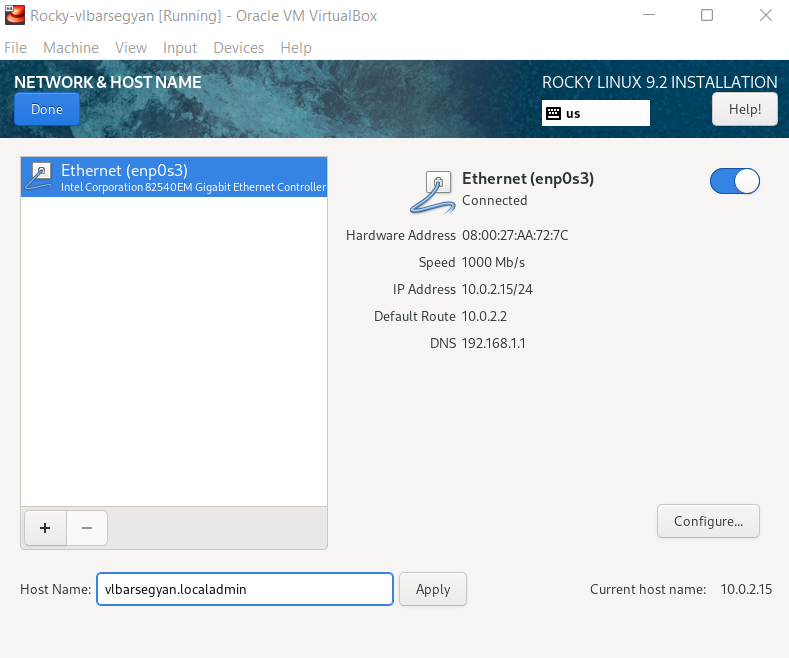 Rocky-vlbarsegyan [Running] - Oracle VM VirtualBox
File Machine View Input Devices Help
NETWORK & HOST NAME
ROCKY LINUX 9.2 INSTALLATION
Done
us
Help!
Ethernet (enp0s3)
Intel Corporation 82540EM Gigabit Ethernet Controller
Ethernet (enp0s3)
Connected
Hardware Address 08:00:27:AA:72:7C
Speed 1000 Mb/s
IP Address 10.0.2.15/24
Default Route 10.0.2.2
DNS 192.168.1.1
+ −
Configure...
Host Name: vlbarsegyan.localadmin Apply Current host name: 10.0.2.15